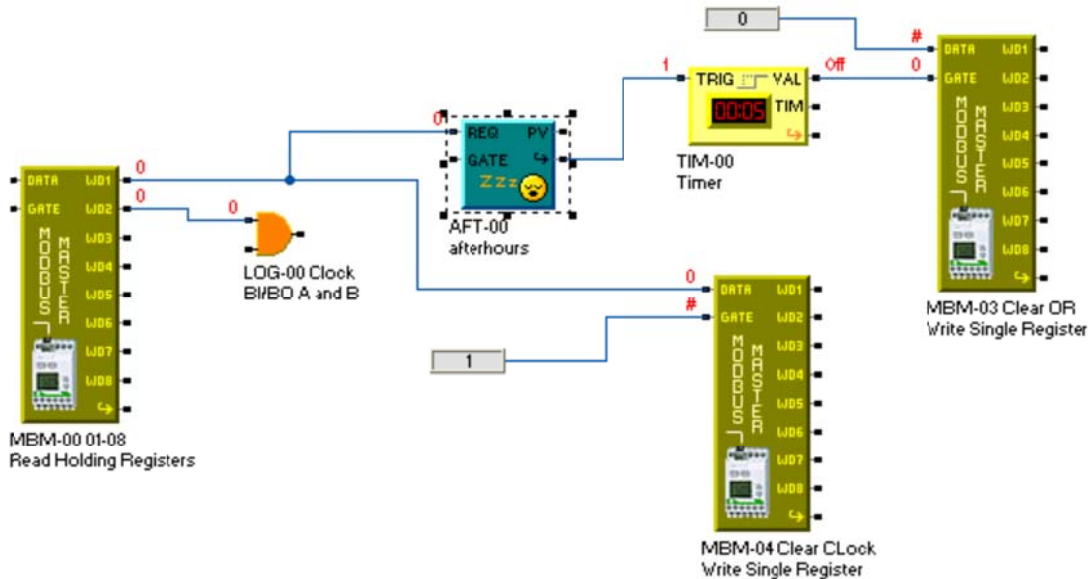 0
#
0
DATA WD1
GATE WD2
WD3
WD4
WD5
WD6
WD7
WD8
MODBUS
MASTER
MBM-03 Clear OR
Write Single Register
1
Off
TRIG VAL
00:05 TIM
TIM-00
Timer
0
REQ PV
GATE
Zzz
AFT-00
afterhours
0
0
DATA WD1
GATE WD2
WD3
WD4
WD5
WD6
WD7
WD8
MODBUS
MASTER
MBM-00 01-08
Read Holding Registers
0
LOG-00 Clock
BI/BO A and B
0
#
1
DATA WD1
GATE WD2
WD3
WD4
WD5
WD6
WD7
WD8
MODBUS
MASTER
MBM-04 Clear CLock
Write Single Register